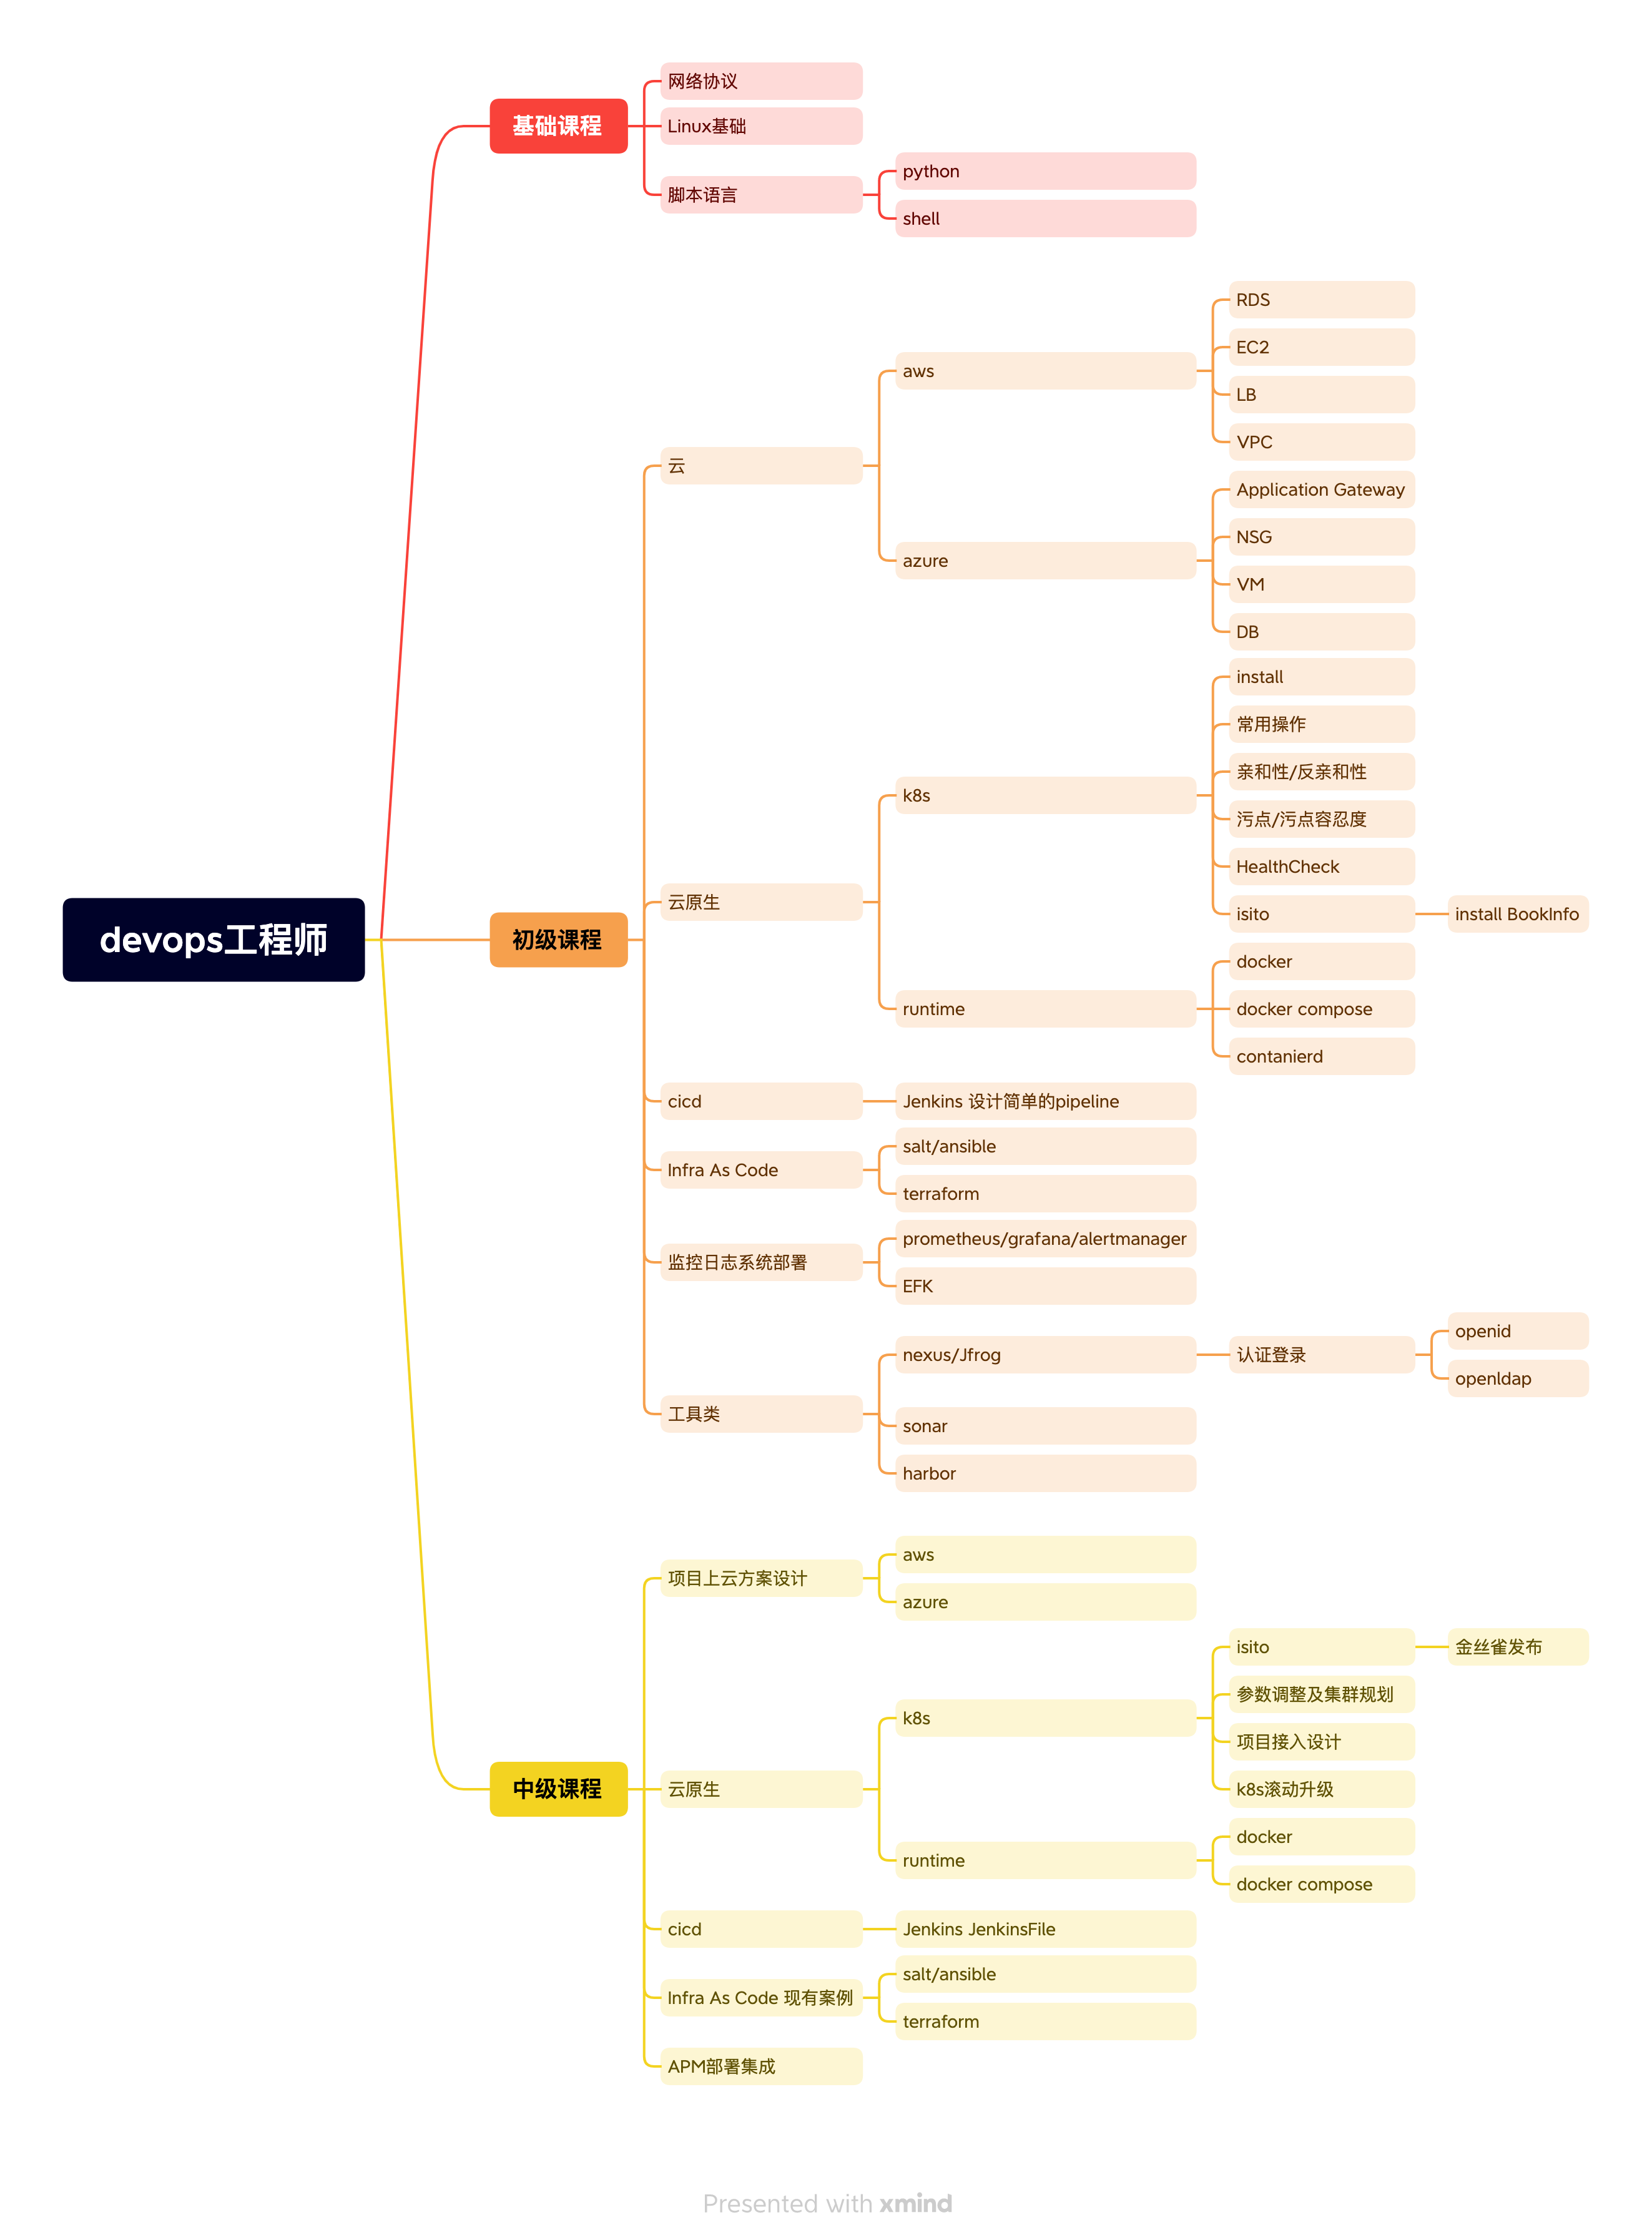 devops工程师
基础课程
网络协议
Linux基础
脚本语言
python
shell
初级课程
云
aws
RDS
EC2
LB
VPC
azure
Application Gateway
NSG
VM
DB
云原生
k8s
install
常用操作
亲和性/反亲和性
污点/污点容忍度
HealthCheck
isito
install BookInfo
runtime
docker
docker compose
contanierd
cicd
Jenkins 设计简单的pipeline
Infra As Code
salt/ansible
terraform
监控日志系统部署
prometheus/grafana/alertmanager
EFK
工具类
nexus/Jfrog
认证登录
openid
openldap
sonar
harbor
中级课程
项目上云方案设计
aws
azure
云原生
k8s
isito
金丝雀发布
参数调整及集群规划
项目接入设计
k8s滚动升级
runtime
docker
docker compose
cicd
Jenkins JenkinsFile
Infra As Code 现有案例
salt/ansible
terraform
APM部署集成
Presented with xmind